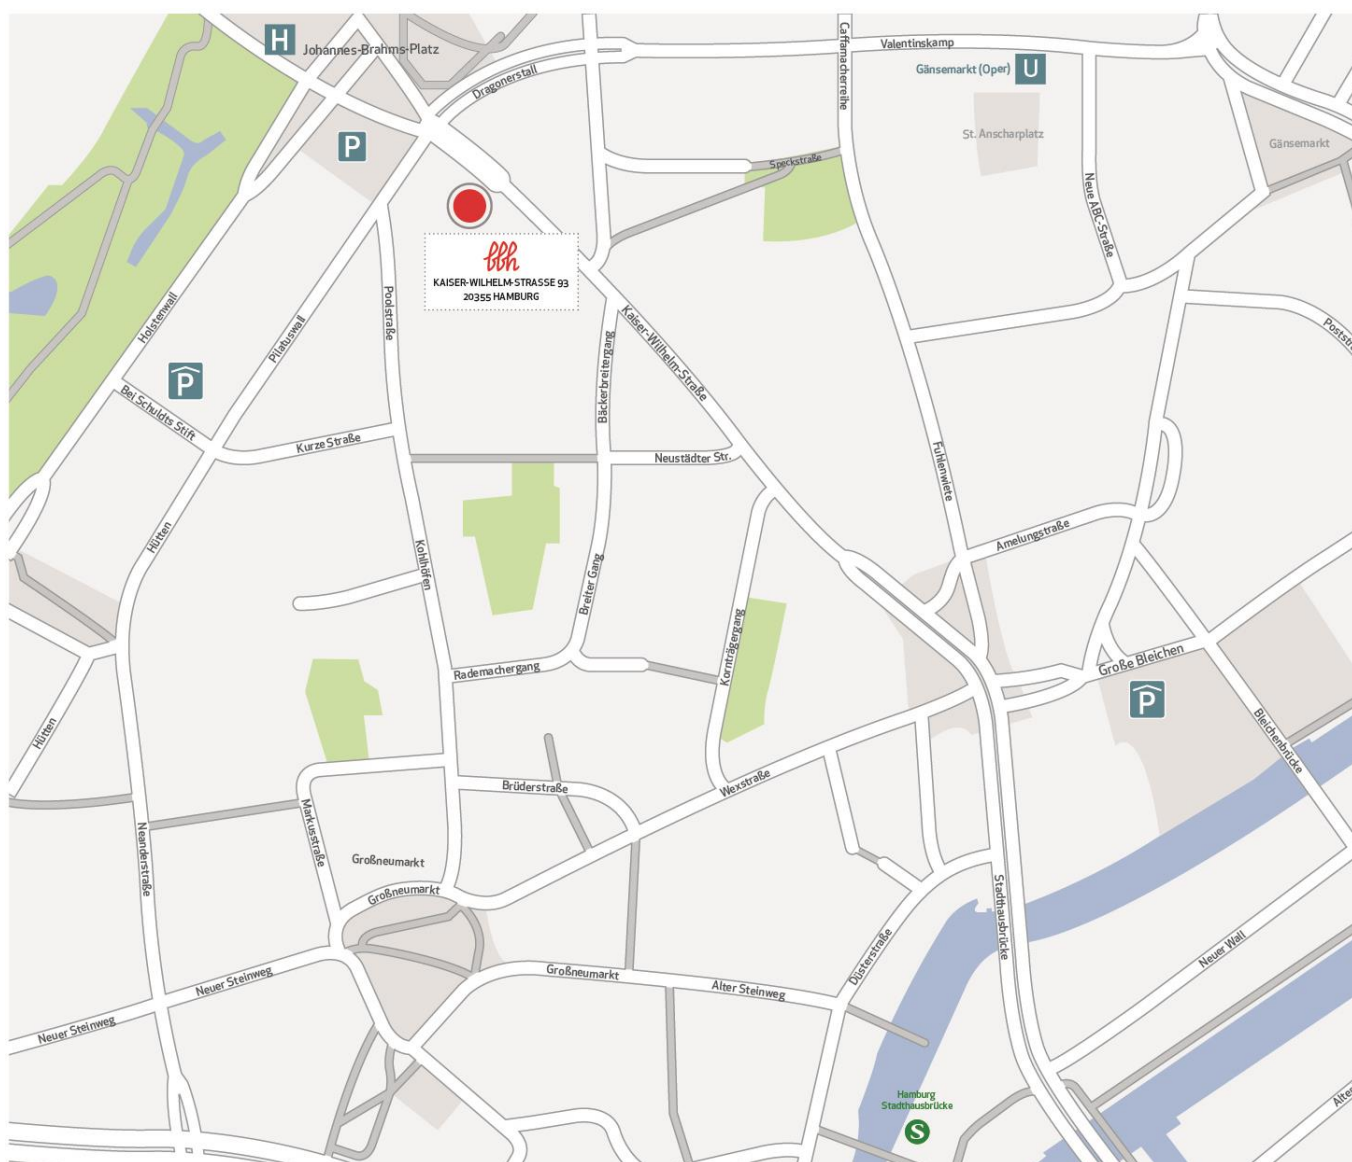 H
Johannes-Brahms-Platz
Dragonerstall
Caffamacherreihe
Valentinskamp
Gänsemarkt (Oper)
U
St. Anscharplatz
Gänsemarkt
P
Speckstraße
Neue ABC-Straße
bbh
KAISER-WILHELM-STRASSE 93
20355 HAMBURG
Holstenwall
Pilatuswall
Poolstraße
Bäckerbreitergang
Kaiser-Wilhelm-Straße
Poststra
P
Bei Schuldts Stift
Kurze Straße
Neustädter Str.
Fuhlenwiete
Hütten
Kohlhöfen
Breiter Gang
Amelungstraße
Rademachergang
Kornträgergang
Große Bleichen
P
Hütten
Bleichenbrücke
Brüderstraße
Wexstraße
Neanderstraße
Markusstraße
Großneumarkt
Großneumarkt
Stadthausbrücke
Düsterstraße
Neuer Wall
Neuer Steinweg
Großneumarkt
Alter Steinweg
Neuer Steinweg
Hamburg
Stadthausbrücke
S
Alter